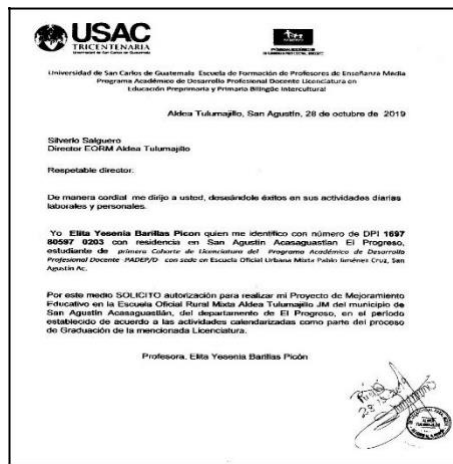 USAC
TRICENTENARIA
Universidad de San Carlos de Guatemala
Universidad de San Carlos de Guatemala Escuela de Formación de Profesores de Enseñanza Media
Programa Académico de Desarrollo Profesional Docente Licenciatura en
Educación Preprimaria y Primaria Bilingüe Intercultural
Aldea Tulumajillo, San Agustin, 28 de octubre de 2019
Silverio Salguero
Director EORM Aldea Tulumajillo
Respetable director:
De manera cordial me dirijo a usted, deseándole éxitos en sus actividades diarias
laborales y personales.
Yo Elita Yesenia Barillas Picon quien me identifico con número de DPI 1697
80597 0203 con residencia en San Agustin Acasaguastlan El Progreso,
estudiante de primera Cohorte de Licenciatura del Programa Académico de Desarrollo
Profesional Docente PADEP/D con sede en Escuela Oficial Urbana Mixta Pablo Jiménes Cruz, San
Agustin Ac.
Por este medio SOLICITO autorización para realizar mi Proyecto de Mejoramiento
Educativo en la Escuela Oficial Rural Mixta Aldea Tulumajillo JM del municipio de
San Agustin Acasaguastlán, del departamento de El Progreso, en el período
establecido de acuerdo a las actividades calendarizadas como parte del proceso
de Graduación de la mencionada Licenciatura.
Profesora. Elita Yesenia Barillas Picón